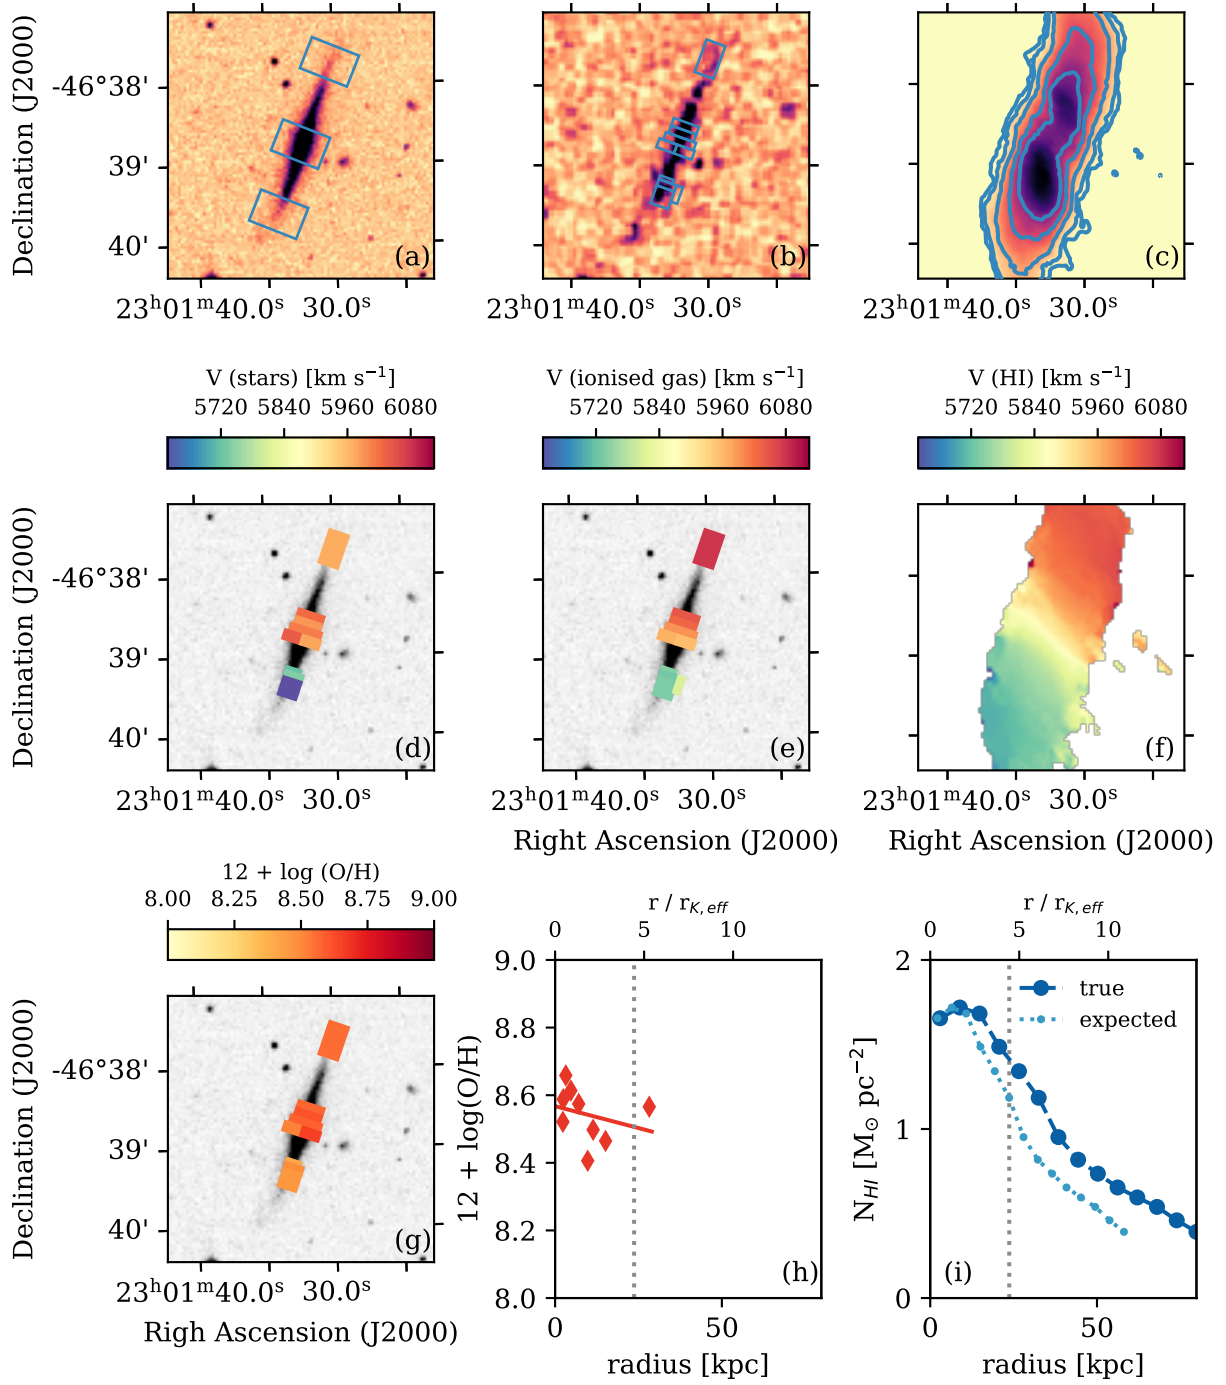 Declination (J2000)
-46°38'
39'
40'
(a)
(b)
(c)
23ʰ01ᵐ40.0ˢ 30.0ˢ
23ʰ01ᵐ40.0ˢ 30.0ˢ
23ʰ01ᵐ40.0ˢ 30.0ˢ
V (stars) [km s⁻¹]
5720 5840 5960 6080
V (ionised gas) [km s⁻¹]
5720 5840 5960 6080
V (HI) [km s⁻¹]
5720 5840 5960 6080
Declination (J2000)
-46°38'
39'
40'
(d)
(e)
(f)
23ʰ01ᵐ40.0ˢ 30.0ˢ
23ʰ01ᵐ40.0ˢ 30.0ˢ
23ʰ01ᵐ40.0ˢ 30.0ˢ
Right Ascension (J2000)
Right Ascension (J2000)
12 + log (O/H)
8.00 8.25 8.50 8.75 9.00
Declination (J2000)
-46°38'
39'
40'
(g)
23ʰ01ᵐ40.0ˢ 30.0ˢ
Righ Ascension (J2000)
r / r_K,eff
0 5 10
12 + log(O/H)
9.0
8.8
8.6
8.4
8.2
8.0
(h)
0 50
radius [kpc]
r / r_K,eff
0 5 10
N_HI [M_⊙ pc⁻²]
2
1
0
true
expected
(i)
0 50
radius [kpc]